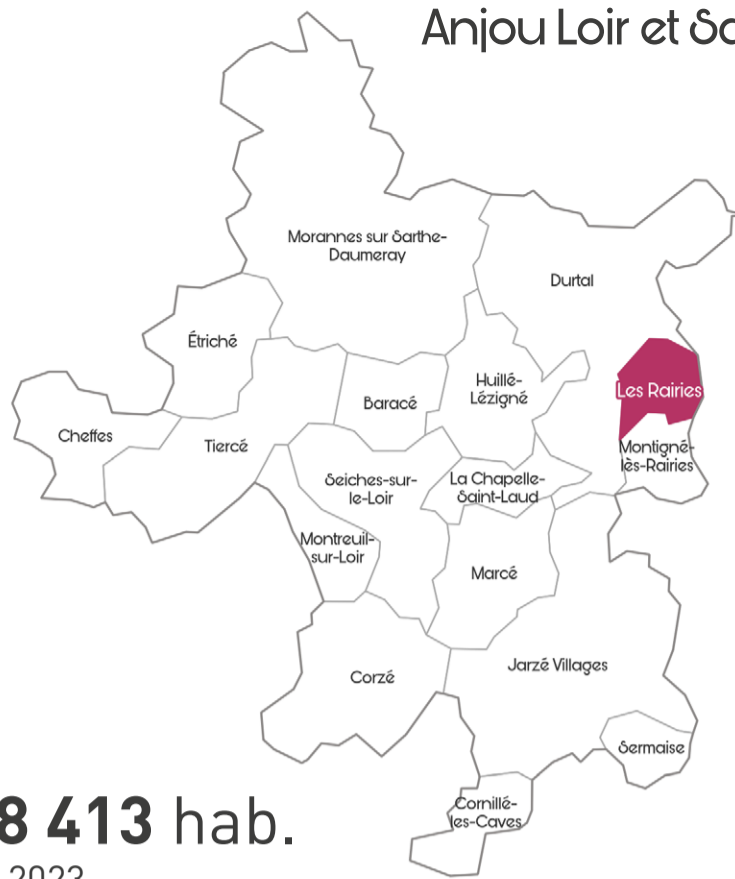 Anjou Loir et
Morannes sur Sarthe-
Daumeray
Durtal
Étriché
Huillé-
Lézigné
Les Rairies
Baracé
Cheffes
Tiercé
Montigné-
lès-Rairies
Seiches-sur-
le-Loir
La Chapelle-
Saint-Laud
Montreuil-
sur-Loir
Marcé
Jarzé Villages
Corzé
Sermaise
Cornillé-
les-Caves
8 413 hab.